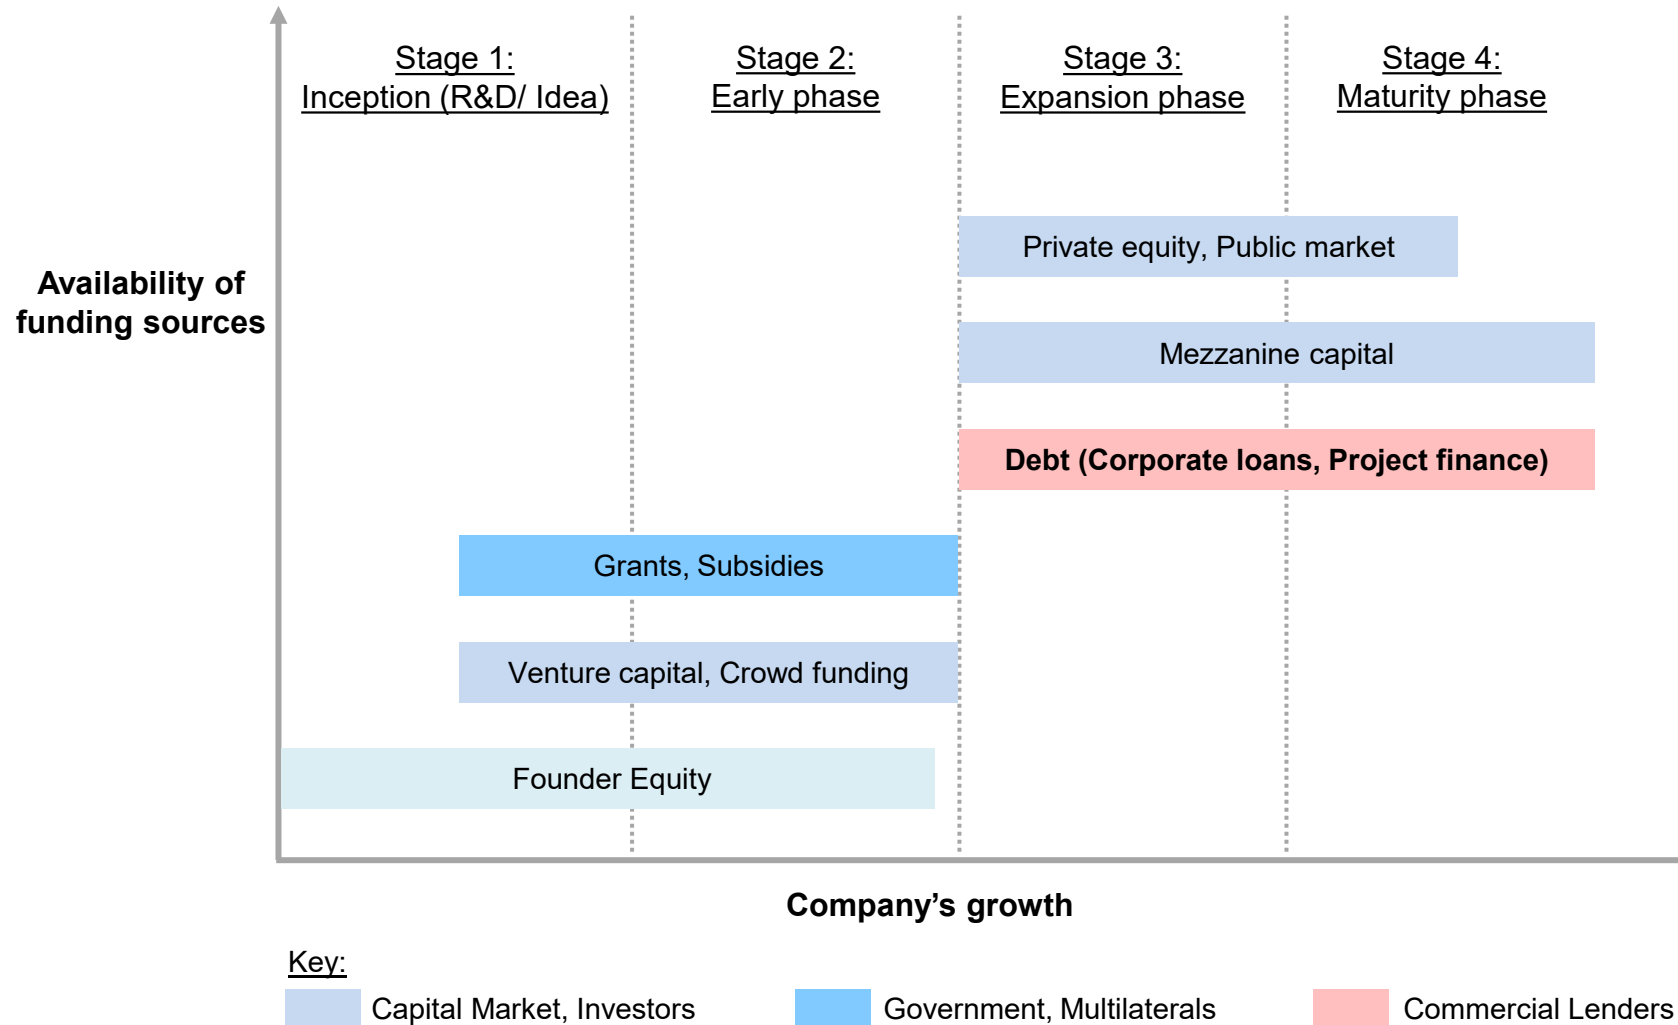 Stage 1:
Inception (R&D/ Idea)
Stage 2:
Early phase
Stage 3:
Expansion phase
Stage 4:
Maturity phase
Availability of
funding sources
Private equity, Public market
Mezzanine capital
Debt (Corporate loans, Project finance)
Grants, Subsidies
Venture capital, Crowd funding
Founder Equity
Company’s growth
Key:
Capital Market, Investors
Government, Multilaterals
Commercial Lenders